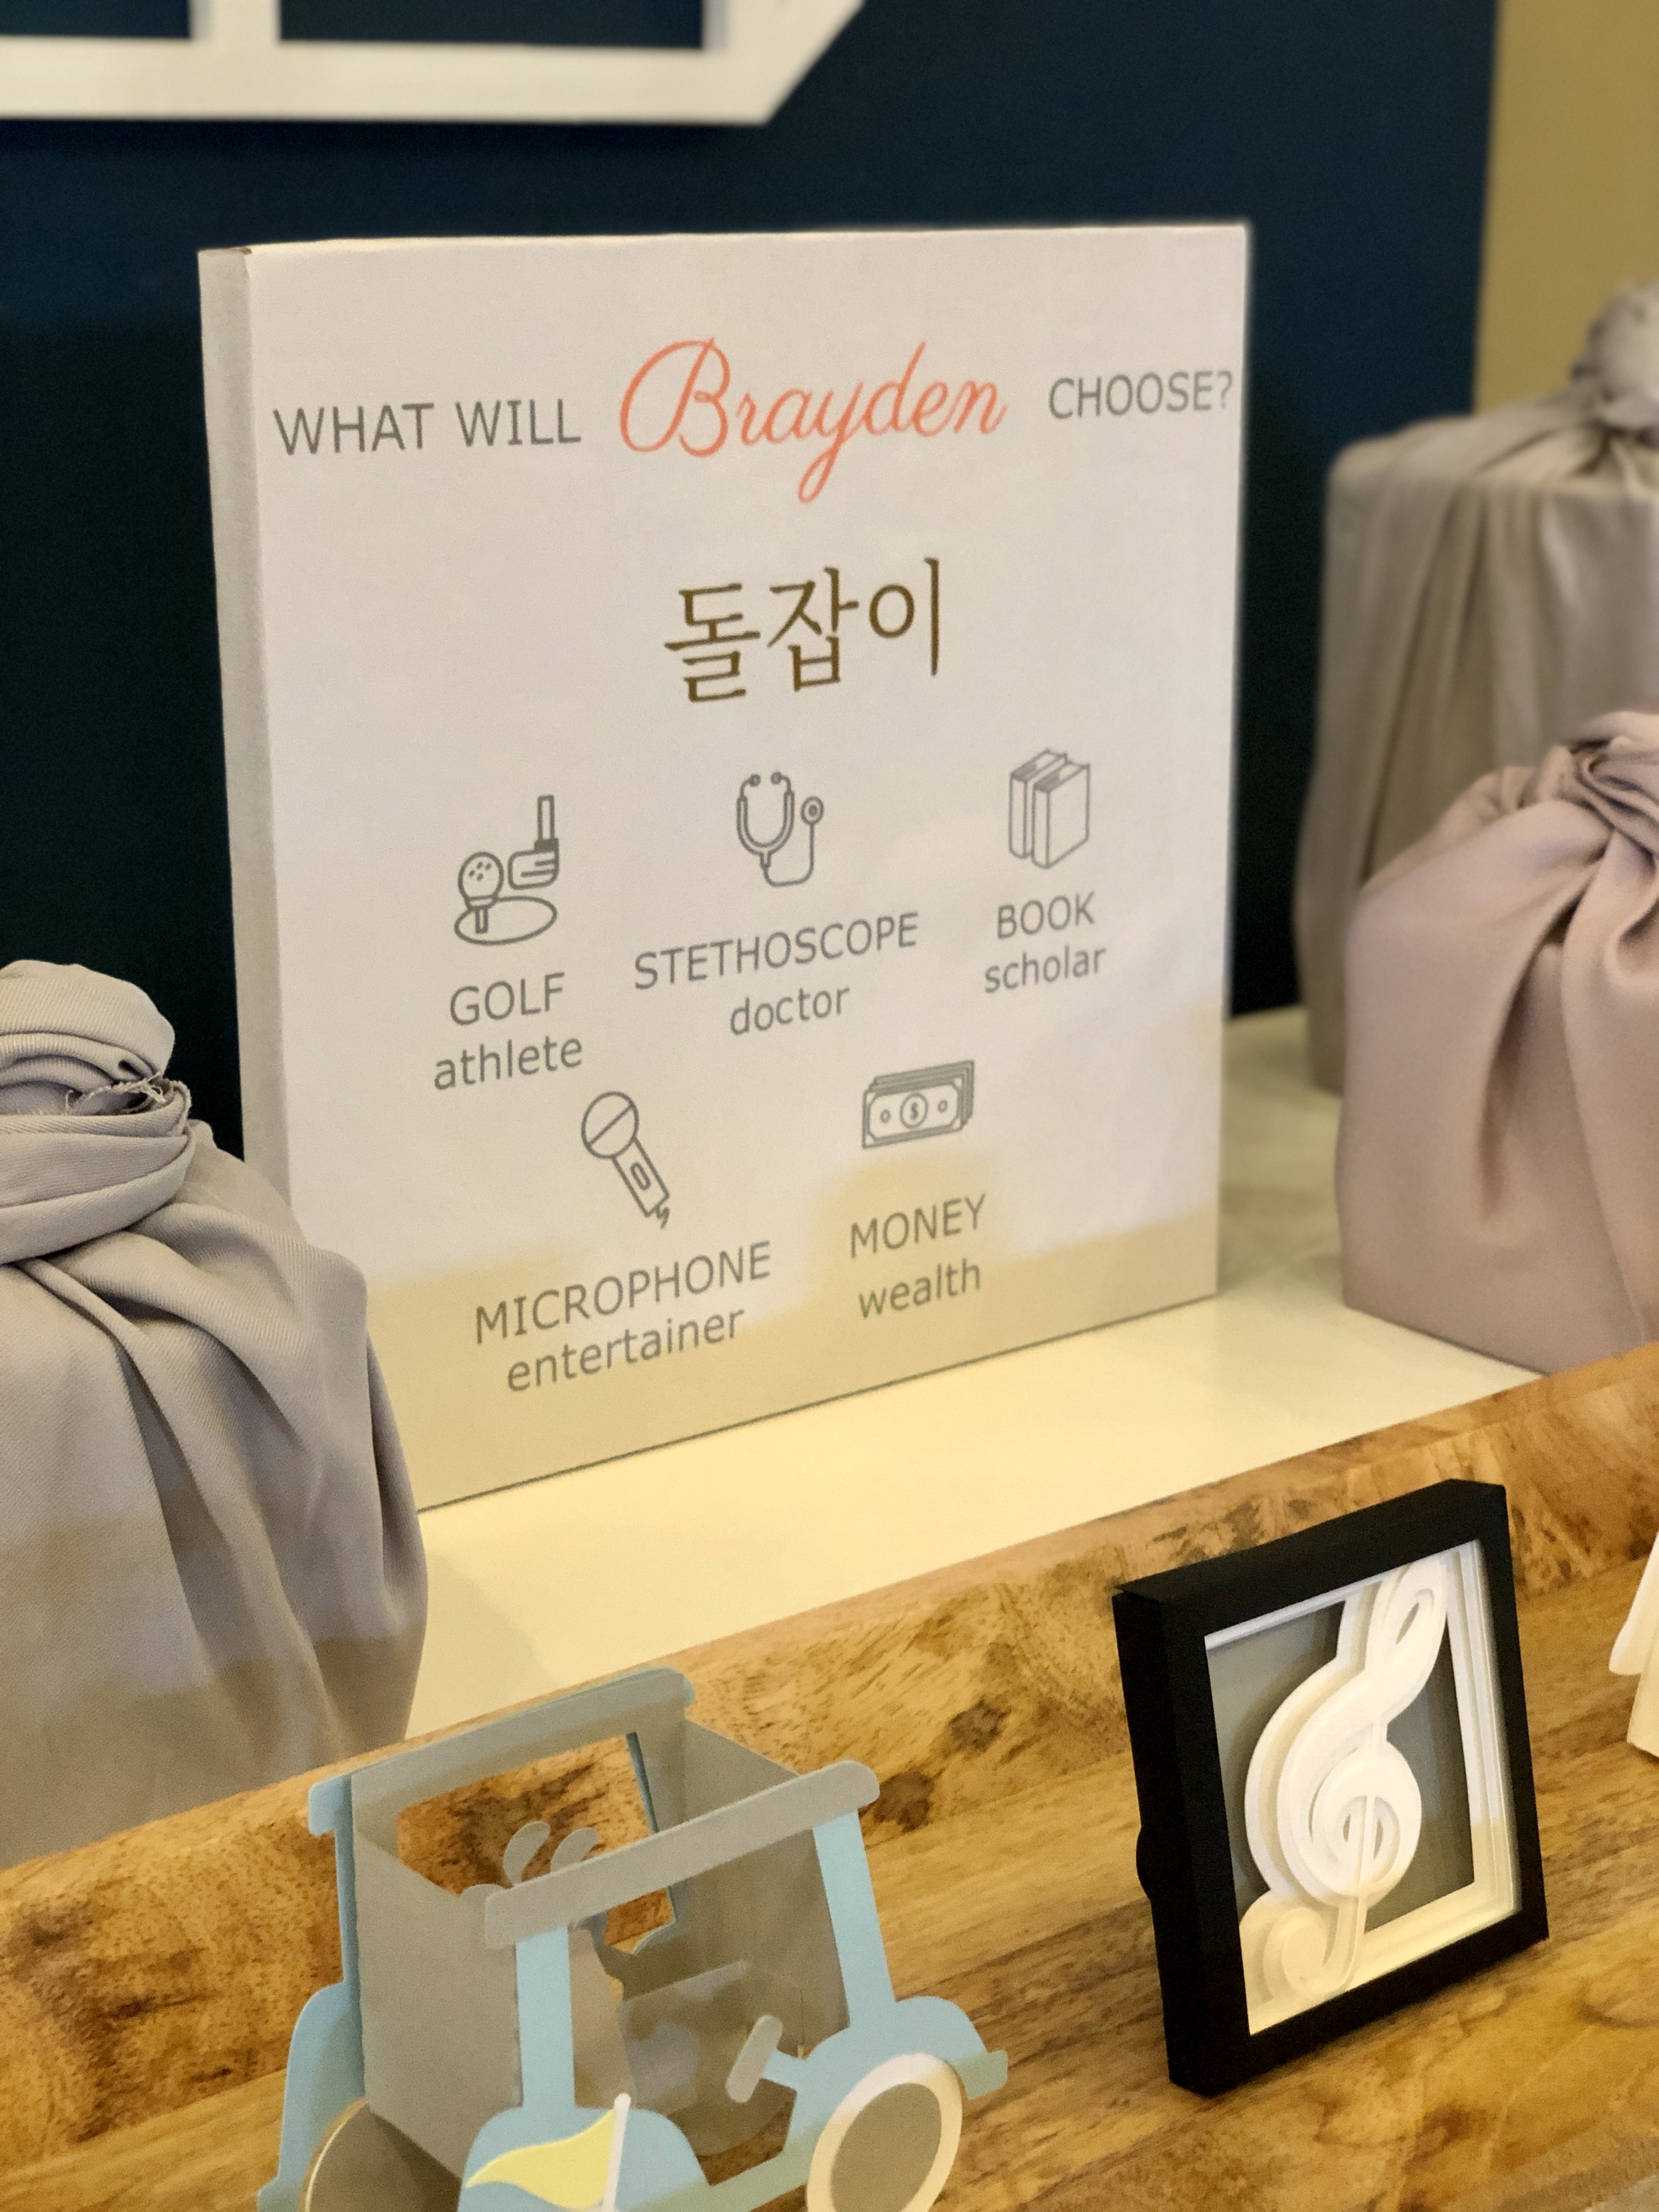 WHAT WILL Brayden CHOOSE?
돌잡이
GOLF
athlete
STETHOSCOPE
doctor
BOOK
scholar
MICROPHONE
entertainer
MONEY
wealth